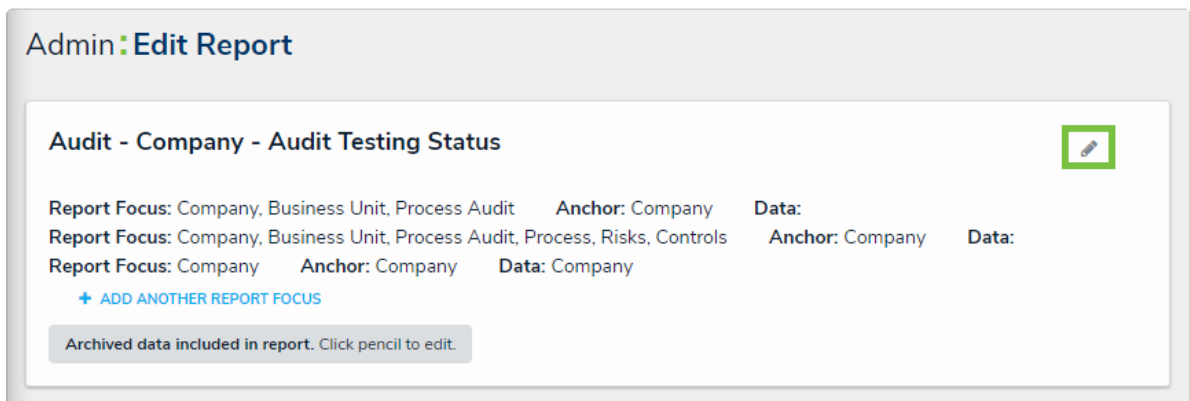 Admin:Edit Report
Audit - Company - Audit Testing Status
Report Focus: Company, Business Unit, Process Audit Anchor: Company Data:
Report Focus: Company, Business Unit, Process Audit, Process, Risks, Controls Anchor: Company Data:
Report Focus: Company Anchor: Company Data: Company
+ ADD ANOTHER REPORT FOCUS
Archived data included in report. Click pencil to edit.